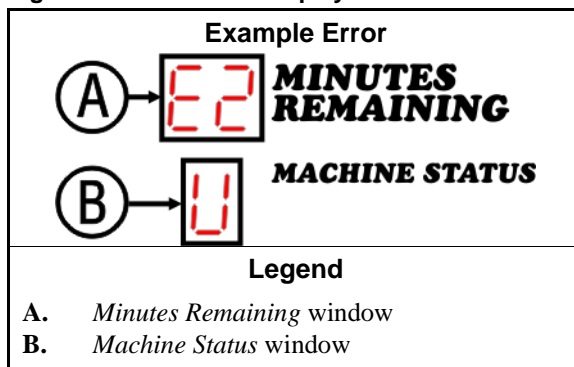 Example Error
A E2 MINUTES
REMAINING
B U MACHINE STATUS
Legend
A. Minutes Remaining window
B. Machine Status window